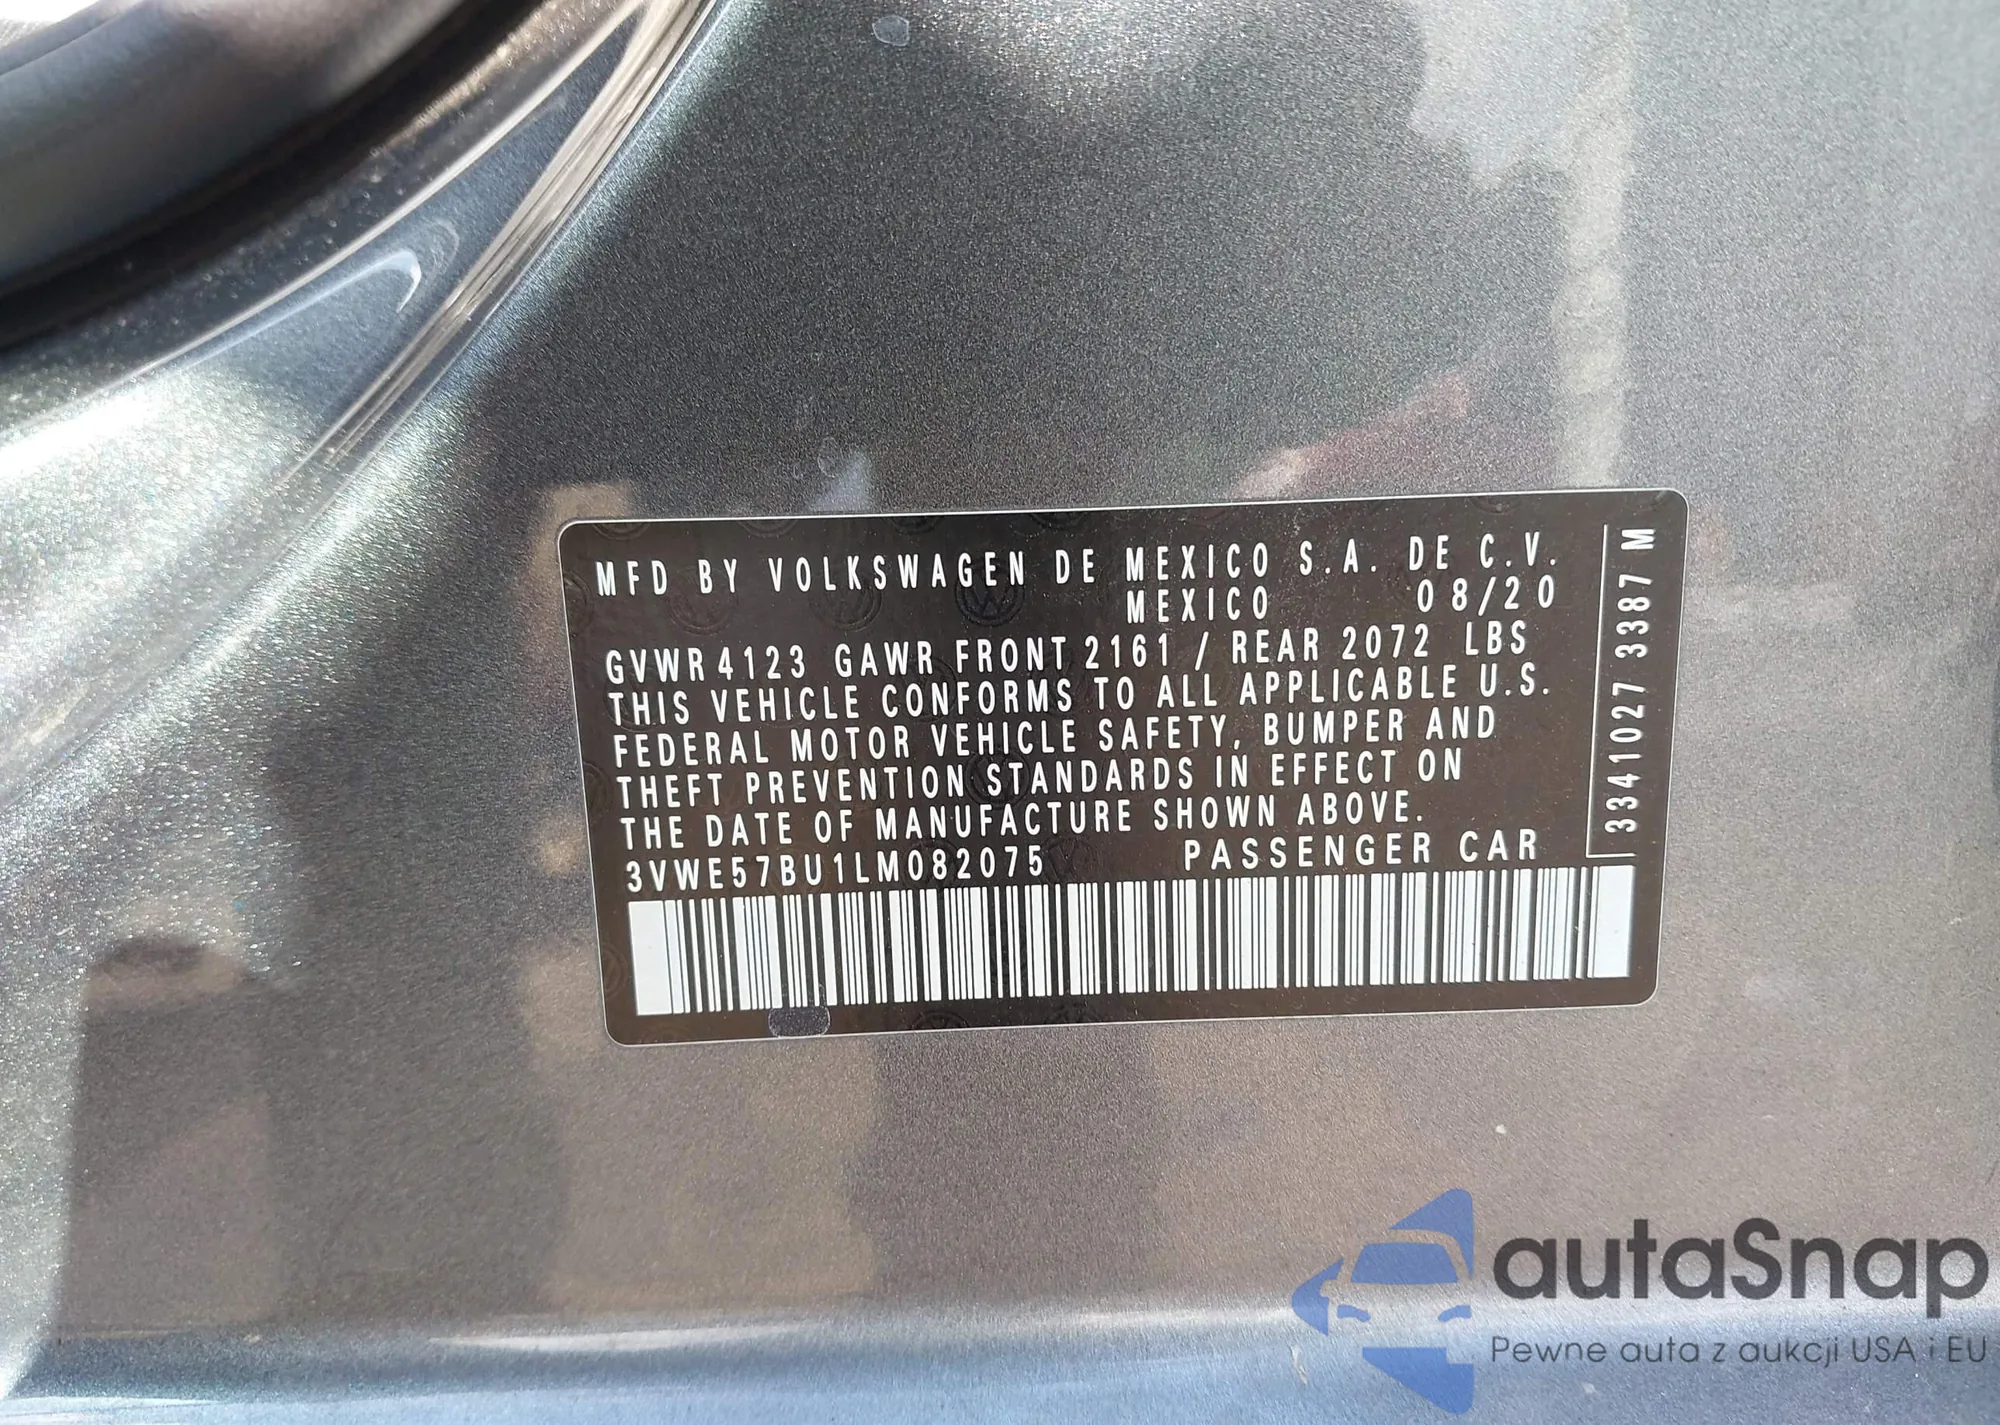 MFD BY VOLKSWAGEN DE MEXICO S.A. DE C.V.
MEXICO 08/20
GVWR 4123 GAWR FRONT 2161 / REAR 2072 LBS
THIS VEHICLE CONFORMS TO ALL APPLICABLE U.S.
FEDERAL MOTOR VEHICLE SAFETY, BUMPER AND
THEFT PREVENTION STANDARDS IN EFFECT ON
THE DATE OF MANUFACTURE SHOWN ABOVE.
3VWE57BU1LM082075 PASSENGER CAR
3341027 3387 M
autaSnap
Pewne auta z aukcji USA i EU